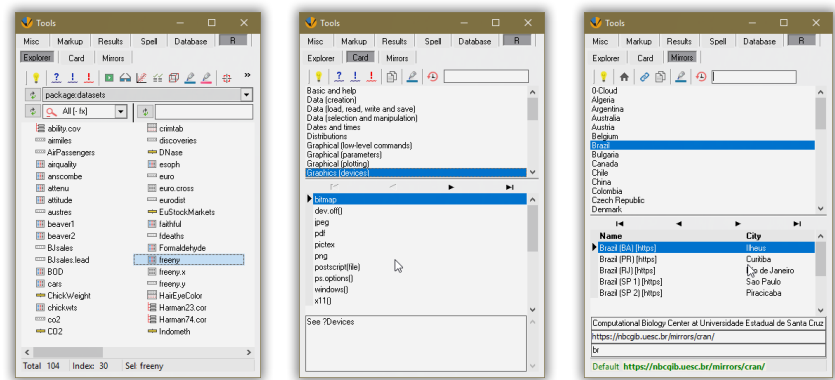 Tools
Misc Markup Results Spell Database R
Explorer Card Mirrors
package:datasets
All (- fx)
ability.cov crimtab
airmiles discoveries
AirPassengers DNase
airquality esoph
anscombe euro
attenu euro.cross
attitude eurodist
austres EuStockMarkets
beaver1 faithful
beaver2 fdeaths
BJsales Formaldehyde
BJsales.lead freeny
BOD freeny.x
cars freeny.y
ChickWeight HairEyeColor
chickwts Harman23.cor
co2 Harman74.cor
CO2 Indometh
Total 104 Index: 30 Sel freeny
Tools
Misc Markup Results Spell Database R
Explorer Card Mirrors
Basic and help
Data (creation)
Data (load, read, write and save)
Data (selection and manipulation)
Dates and times
Distributions
Graphical (low-level commands)
Graphical (parameters)
Graphical (plotting)
Graphics (devices)
bitmap
dev.off()
jpeg
pdf
pictex
png
postscript(file)
ps.options()
windows()
x11()
See ?Devices
Tools
Misc Markup Results Spell Database R
Explorer Card Mirrors
0-Cloud
Algeria
Argentina
Australia
Austria
Belgium
Brazil
Bulgaria
Canada
Chile
China
Colombia
Czech Republic
Denmark
Name City
Brazil (BA) [https] Ilheus
Brazil (PR) [https] Curitiba
Brazil (RJ) [https] de Janeiro
Brazil (SP 1) [https] Sao Paulo
Brazil (SP 2) [https] Piracicaba
Computational Biology Center at Universidade Estadual de Santa Cruz
https://nbcgib.uesc.br/mirrors/cran/
br
Default https://nbcgib.uesc.br/mirrors/cran/